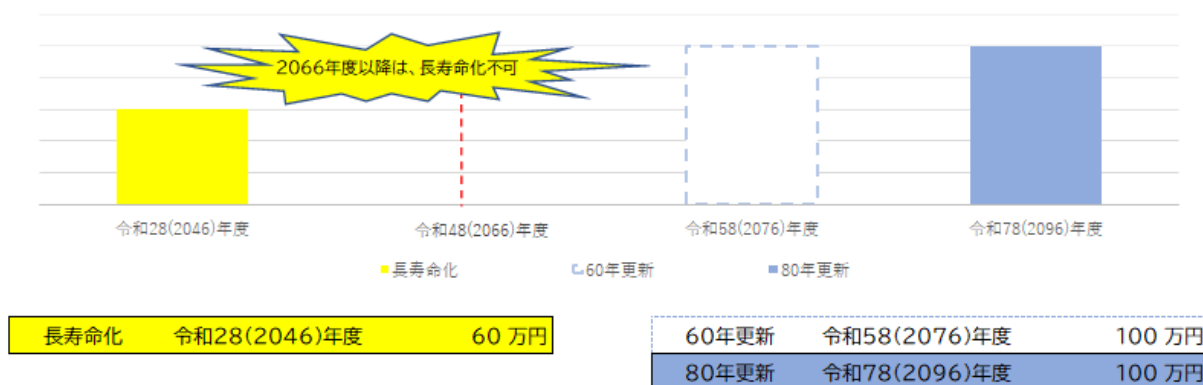 2066年度以降は、長寿命化不可
令和28(2046)年度 令和48(2066)年度 令和58(2076)年度 令和78(2096)年度
長寿命化 60年更新 80年更新
長寿命化 令和28(2046)年度 60 万円
60年更新 令和58(2076)年度 100 万円
80年更新 令和78(2096)年度 100 万円